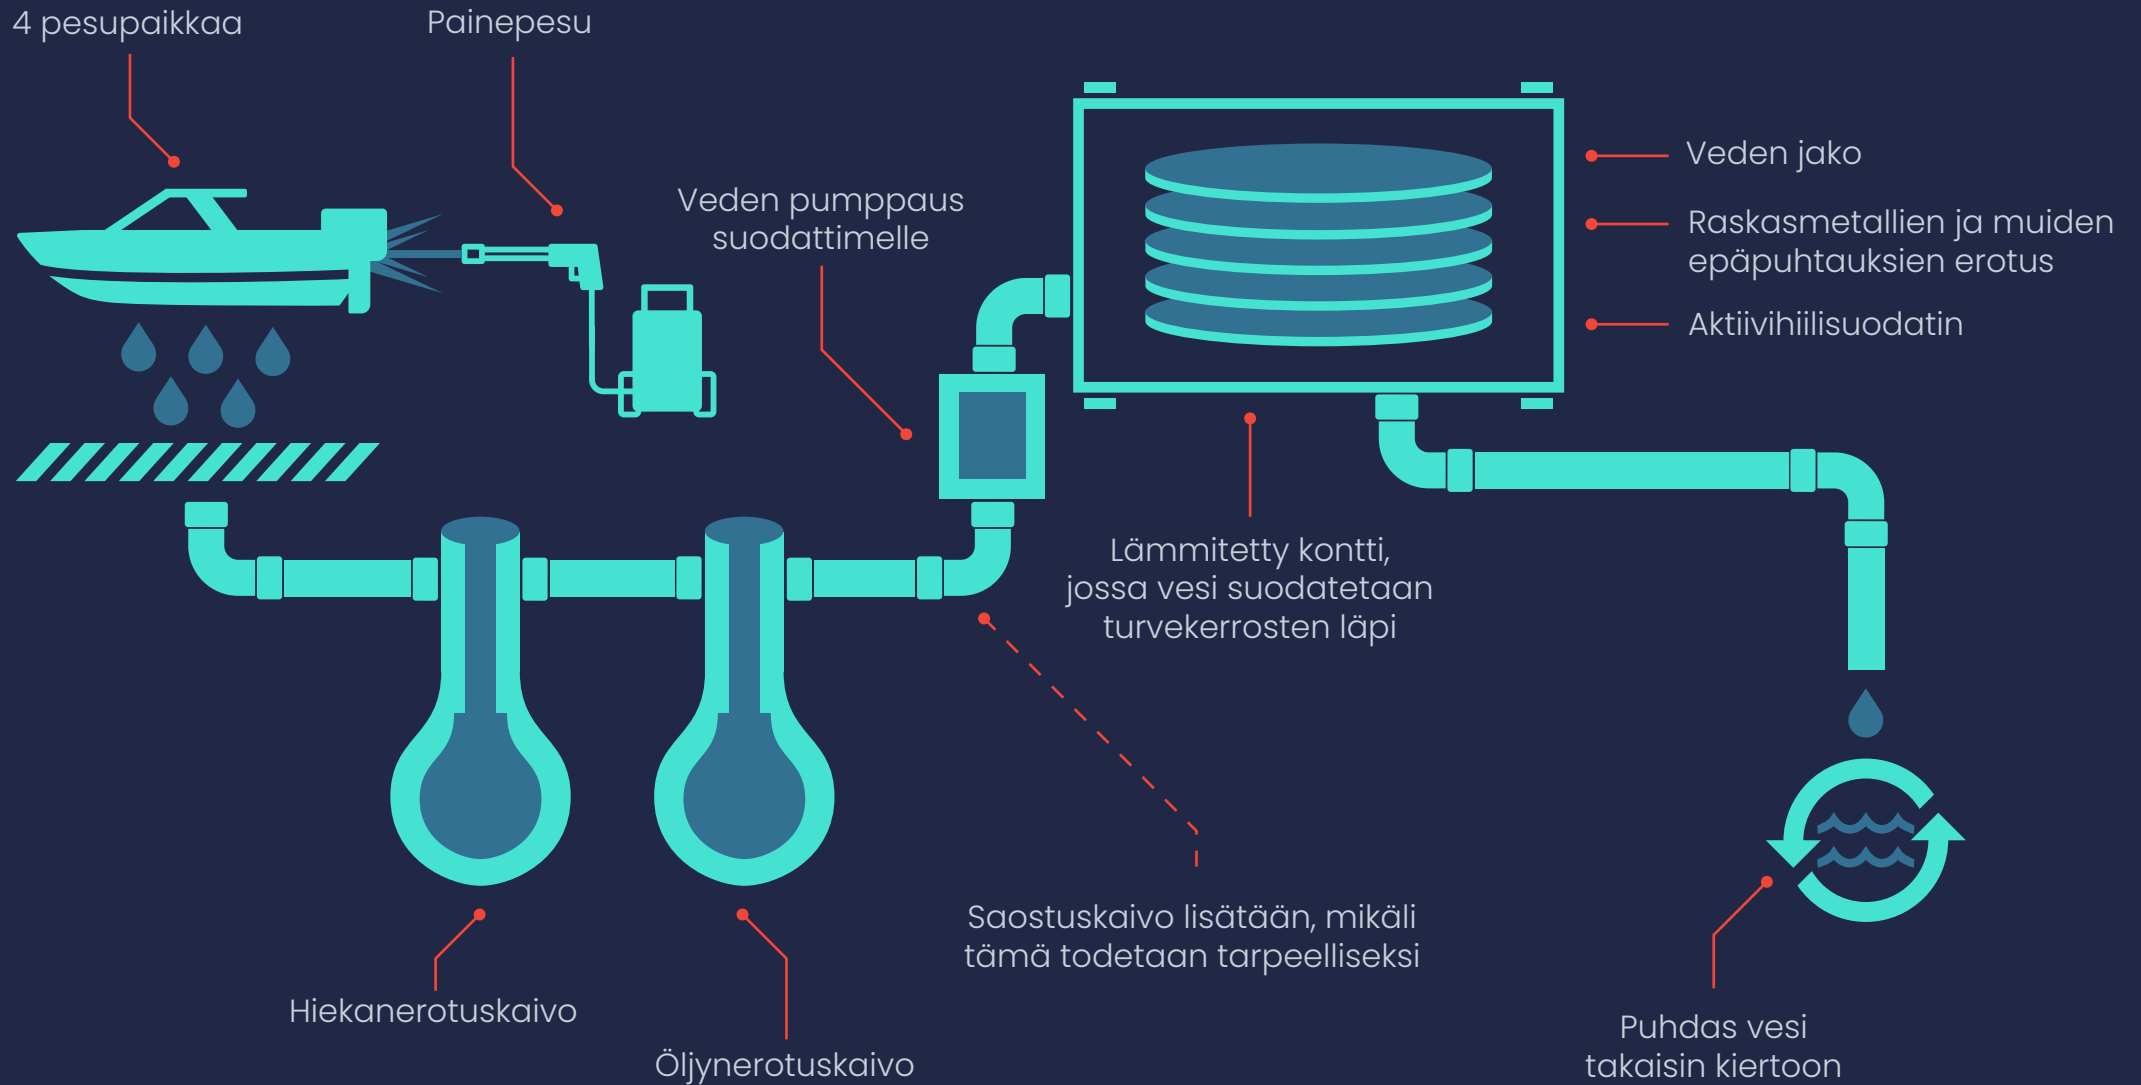 4 pesupaikkaa
Painepesu
Veden pumppaus
suodattimelle
Veden jako
Raskasmetallien ja muiden
epäpuhtauksien erotus
Aktiivihiilisuodatin
Lämmitetty kontti,
jossa vesi suodatetaan
turvekerrosten läpi
Saostuskaivo lisätään, mikäli
tämä todetaan tarpeelliseksi
Hiekanerotuskaivo
Öljynerotuskaivo
Puhdas vesi
takaisin kiertoon